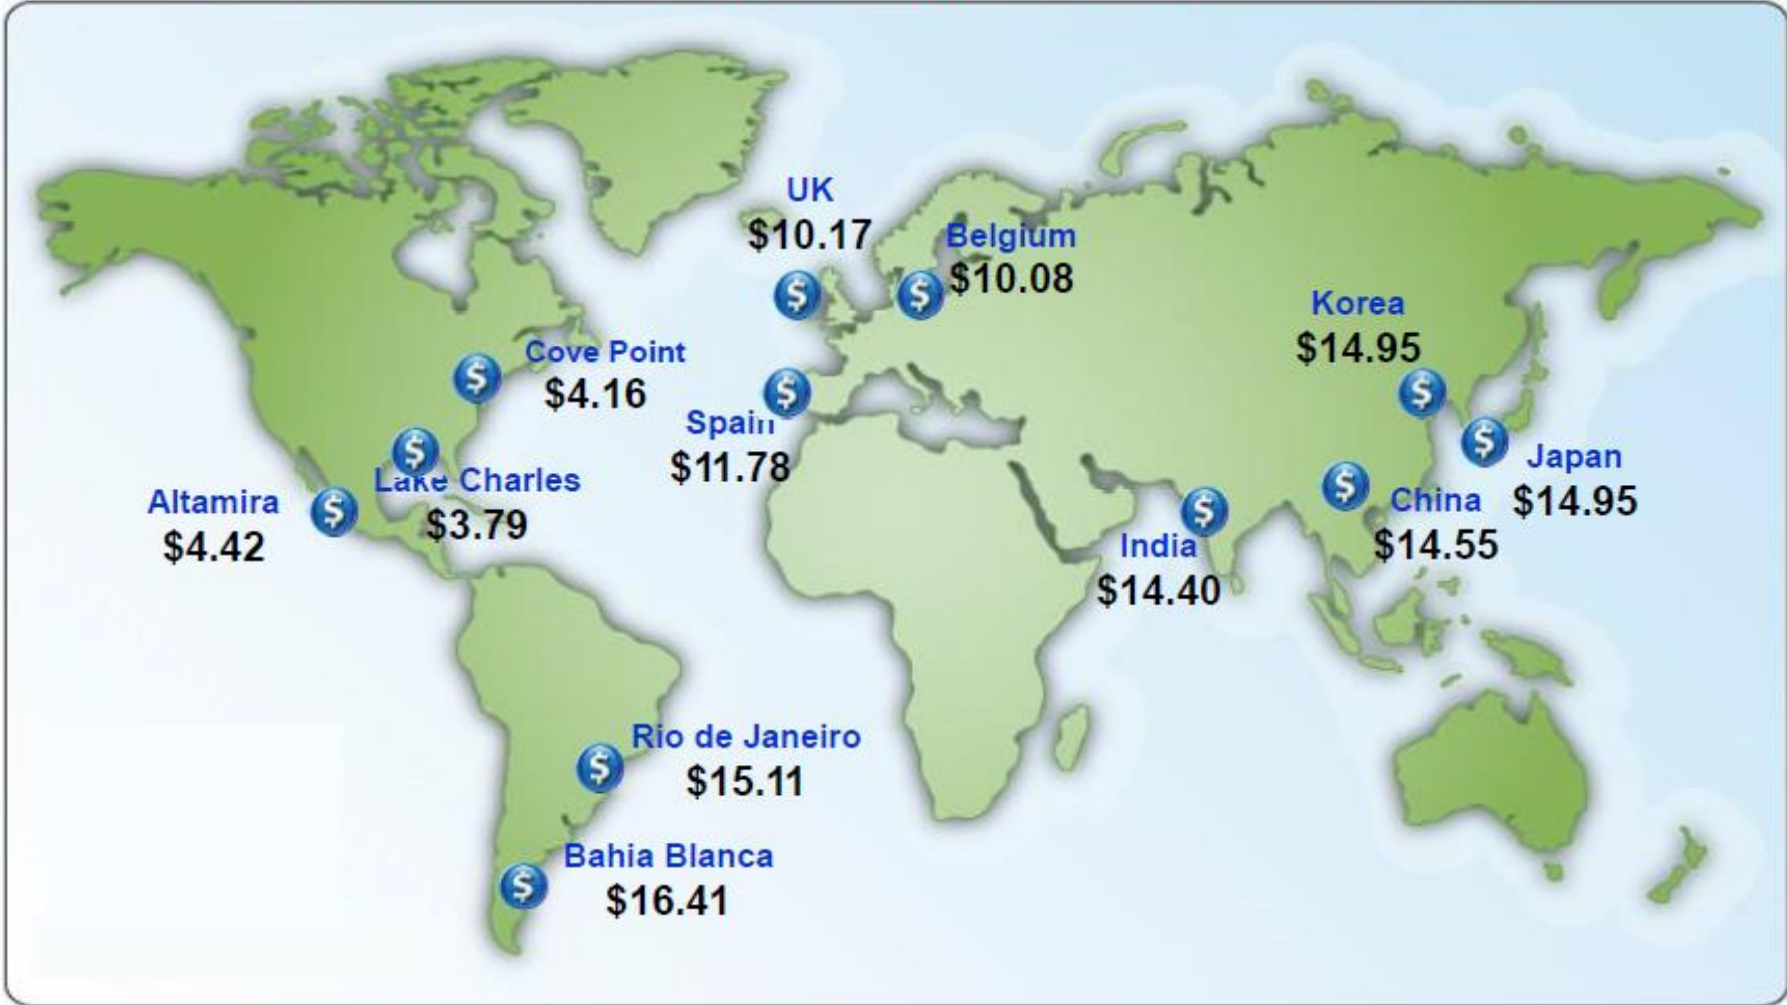 UK
$10.17
Belgium
$10.08
Korea
$14.95
Cove Point
$4.16
Spain
$11.78
Lake Charles
$3.79
Altamira
$4.42
Japan
$14.95
China
$14.55
India
$14.40
Rio de Janeiro
$15.11
Bahia Blanca
$16.41